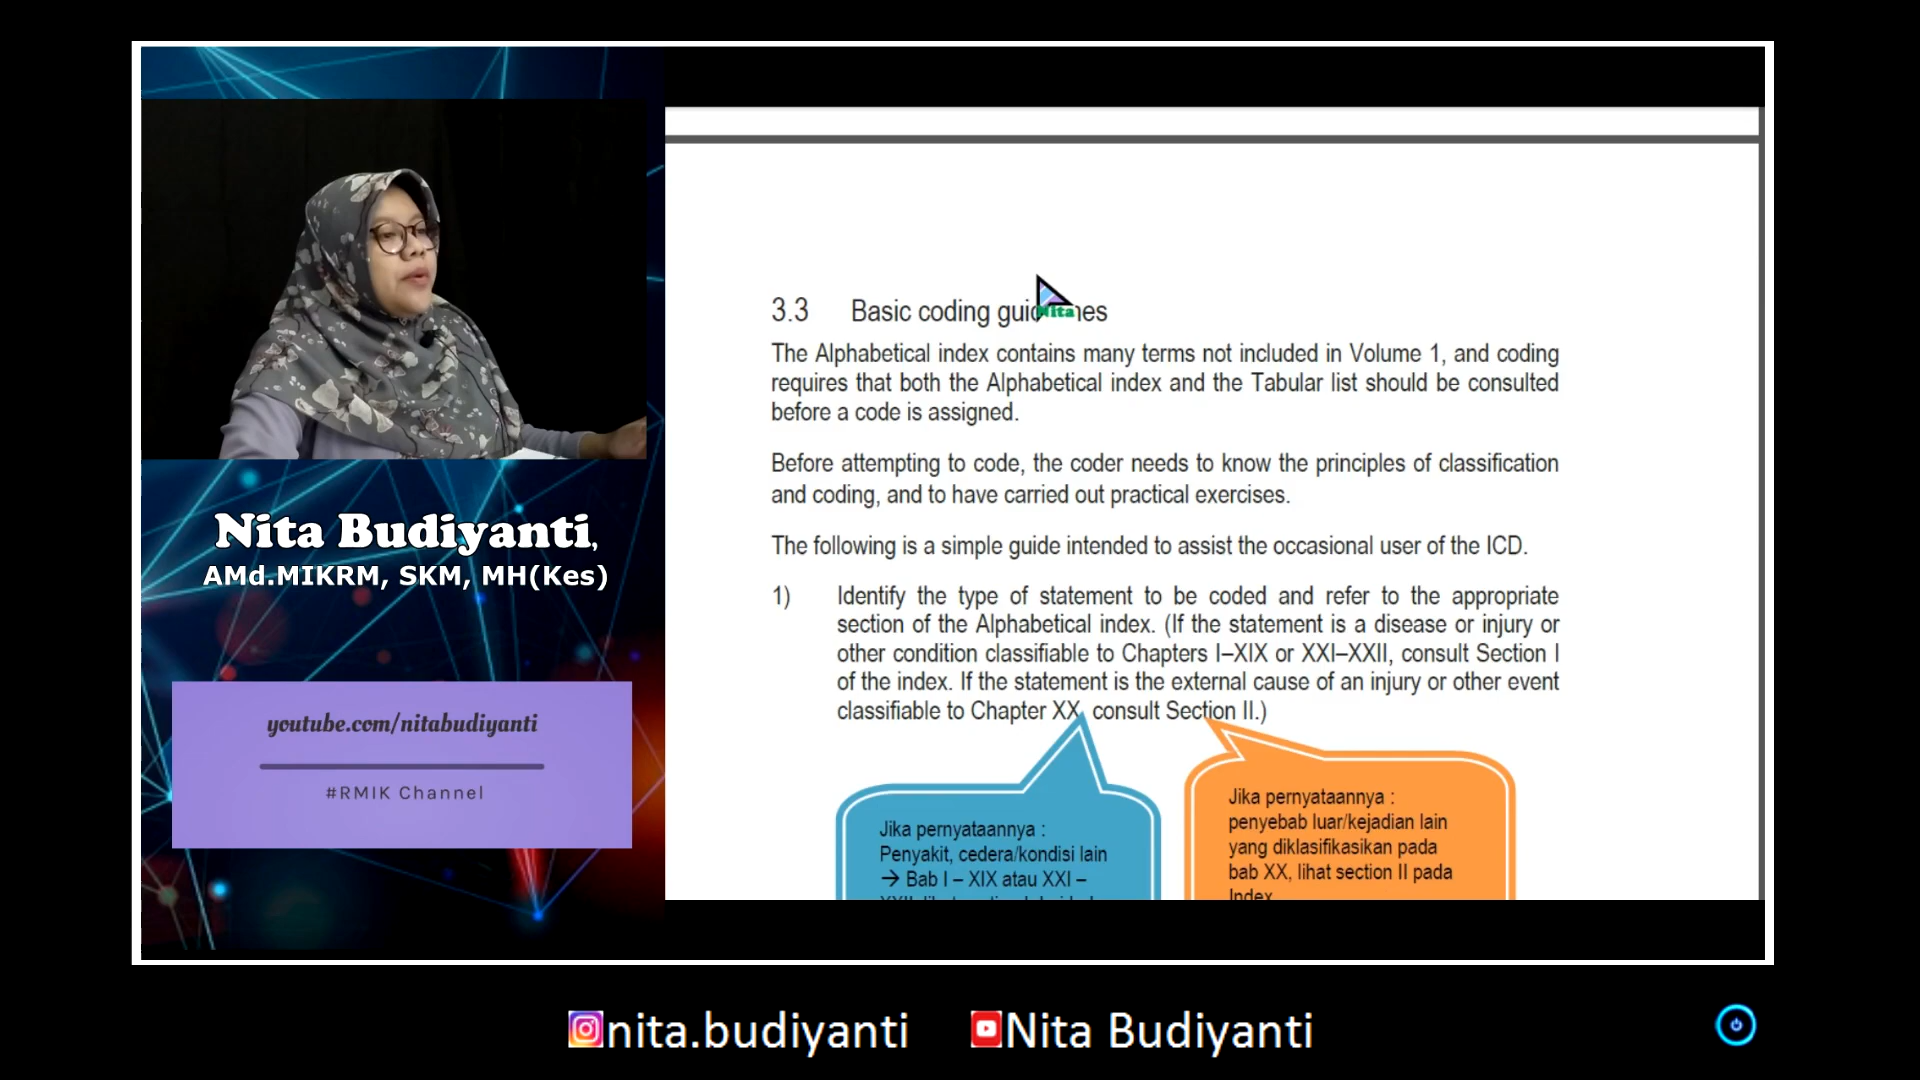 Nita Budiyanti,
AMd.MIKRM, SKM, MH(Kes)
youtube.com/nitabudiyanti
#RMIK Channel
3.3 Basic coding guidelines
Nita
The Alphabetical index contains many terms not included in Volume 1, and coding
requires that both the Alphabetical index and the Tabular list should be consulted
before a code is assigned.
Before attempting to code, the coder needs to know the principles of classification
and coding, and to have carried out practical exercises.
The following is a simple guide intended to assist the occasional user of the ICD.
1) Identify the type of statement to be coded and refer to the appropriate
section of the Alphabetical index. (If the statement is a disease or injury or
other condition classifiable to Chapters I–XIX or XXI–XXII, consult Section I
of the index. If the statement is the external cause of an injury or other event
classifiable to Chapter XX, consult Section II.)
Jika pernyataannya :
Penyakit, cedera/kondisi lain
→ Bab I – XIX atau XXI –
Jika pernyataannya :
penyebab luar/kejadian lain
yang diklasifikasikan pada
bab XX, lihat section II pada
Index
nita.budiyanti
Nita Budiyanti